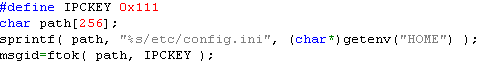 #define IPCKEY 0x111
char path[256];
sprintf( path, "%s/etc/config.ini", (char*)getenv("HOME") );
msgid=ftok( path, IPCKEY );